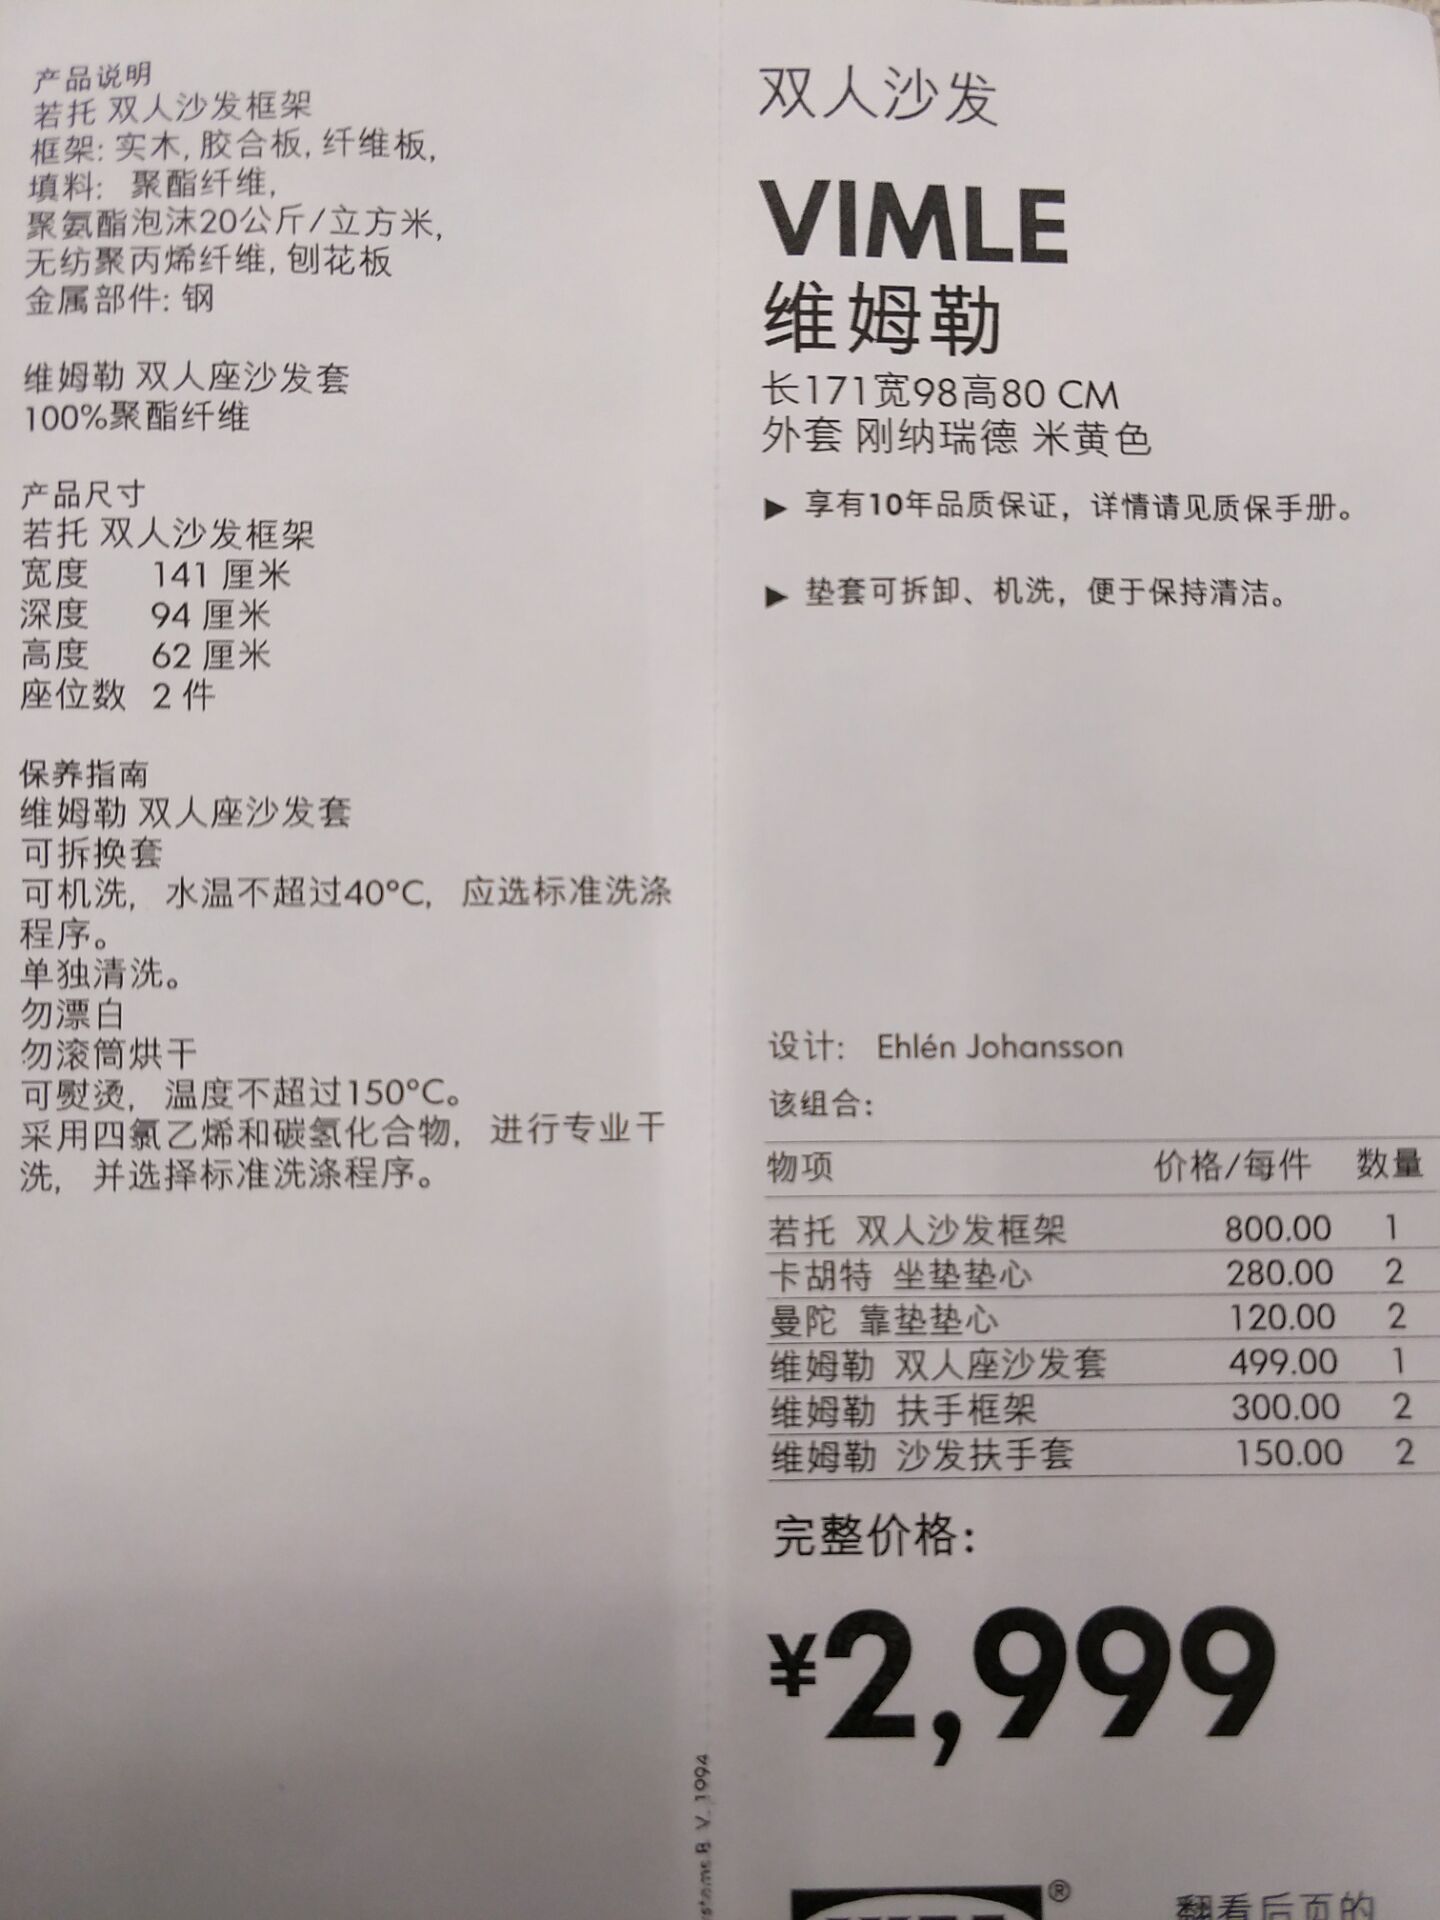 产品说明
若托 双人沙发框架
框架: 实木, 胶合板, 纤维板,
填料: 聚酯纤维,
聚氨酯泡沫20公斤/立方米,
无纺聚丙烯纤维, 刨花板
金属部件: 钢
维姆勒 双人座沙发套
100%聚酯纤维
产品尺寸
若托 双人沙发框架
宽度 141 厘米
深度 94 厘米
高度 62 厘米
座位数 2 件
保养指南
维姆勒 双人座沙发套
可拆换套
可机洗, 水温不超过40°C, 应选标准洗涤
程序。
单独清洗。
勿漂白
勿滚筒烘干
可熨烫, 温度不超过150°C。
采用四氯乙烯和碳氢化合物, 进行专业干
洗, 并选择标准洗涤程序。
双人沙发
VIMLE
维姆勒
长171宽98高80 CM
外套 刚纳瑞德 米黄色
▶ 享有10年品质保证，详情请见质保手册。
▶ 垫套可拆卸、机洗，便于保持清洁。
设计: Ehlén Johansson
该组合:
物项 价格/每件 数量
若托 双人沙发框架 800.00 1
卡胡特 坐垫垫心 280.00 2
曼陀 靠垫垫心 120.00 2
维姆勒 双人座沙发套 499.00 1
维姆勒 扶手框架 300.00 2
维姆勒 沙发扶手套 150.00 2
完整价格:
¥2,999
stems B. V. 1994
®
翻看后页的